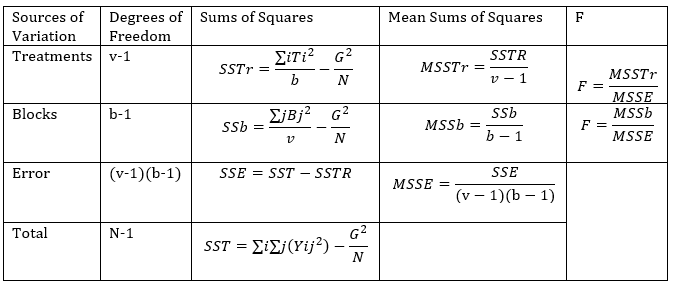 Sources of Variation | Degrees of Freedom | Sums of Squares | Mean Sums of Squares | F
Treatments | v-1 | SSTr = ∑iTi²/b − G²/N | MSSTr = SSTR/(v − 1) | F = MSSTr/MSSE
Blocks | b-1 | SSb = ∑jBj²/v − G²/N | MSSb = SSb/(b − 1) | F = MSSb/MSSE
Error | (v-1)(b-1) | SSE = SST − SSTR | MSSE = SSE/((v − 1)(b − 1))
Total | N-1 | SST = ∑i∑j(Yij²) − G²/N